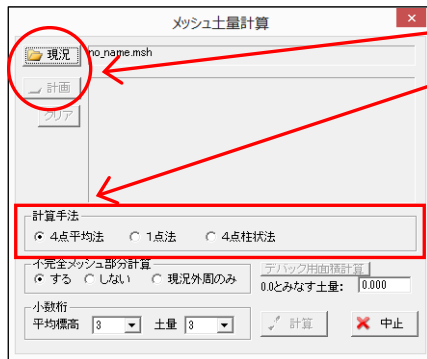 メッシュ土量計算
現況 no_name.msh
計画
クリア
計算手法
4点平均法 1点法 4点柱状法
不完全メッシュ部分計算
する しない 現況外周のみ
デバック用面積計算
0.0とみなす土量: 0.000
小数桁
平均標高 3 土量 3
計算 中止